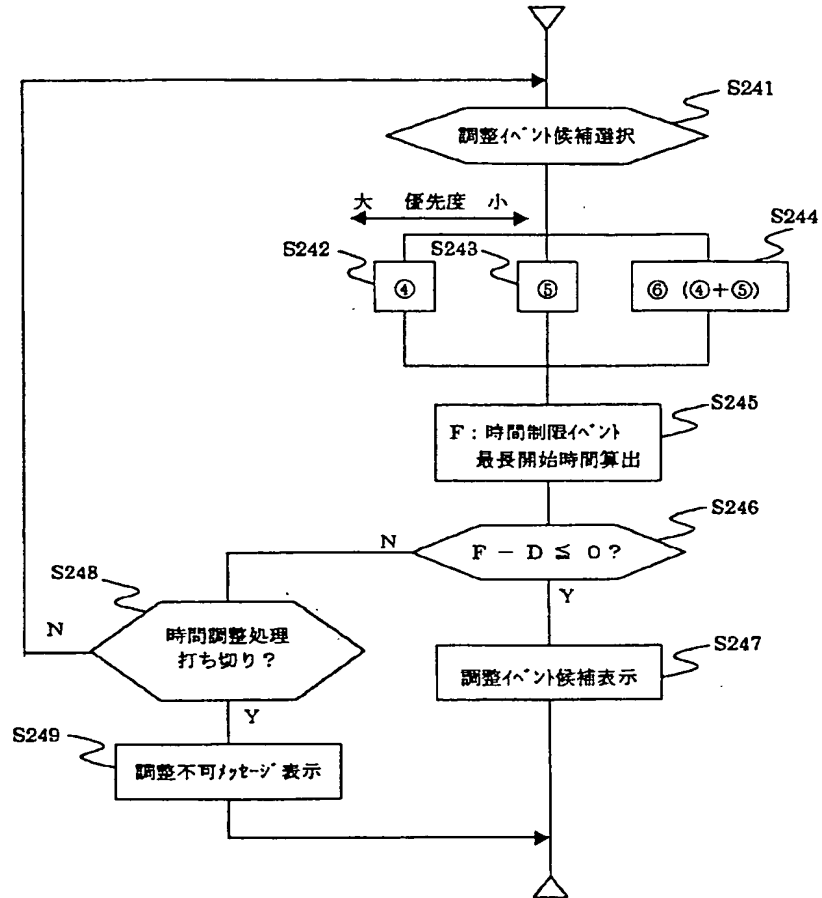 S241
調整イベント候補選択
大 優先度 小
S242
S243
S244
④
⑤
⑥ (④+⑤)
S245
F:時間制限イベント
最長開始時間算出
S246
F - D ≦ 0?
N
Y
S248
N
時間調整処理
打ち切り?
Y
S247
調整イベント候補表示
S249
調整不可メッセージ表示